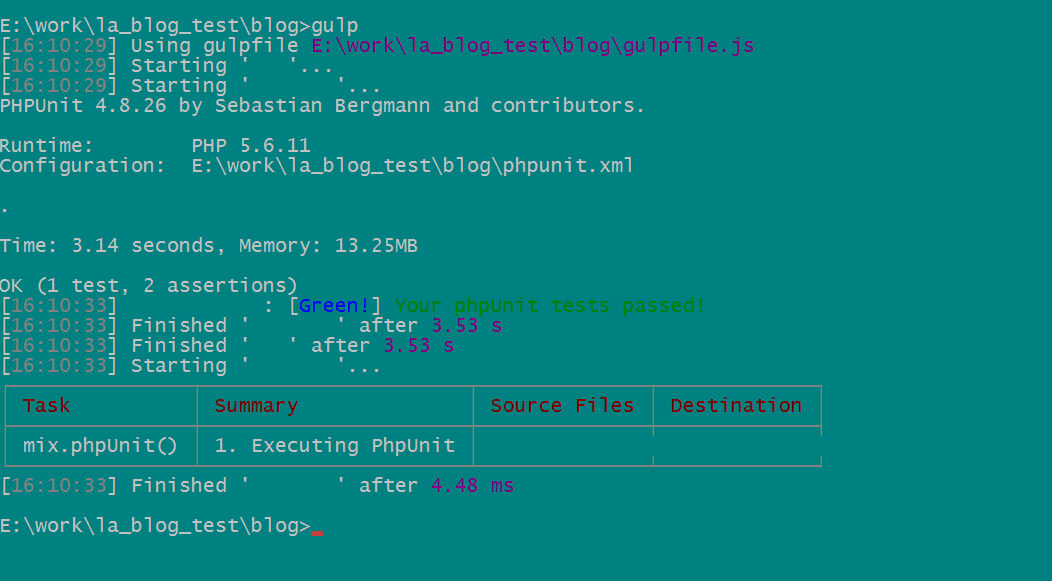 E:\work\la_blog_test\blog>gulp
[16:10:29] Using gulpfile E:\work\la_blog_test\blog\gulpfile.js
[16:10:29] Starting '   '...
[16:10:29] Starting '       '...
PHPUnit 4.8.26 by Sebastian Bergmann and contributors.
Runtime:        PHP 5.6.11
Configuration:  E:\work\la_blog_test\blog\phpunit.xml
.
Time: 3.14 seconds, Memory: 13.25MB
OK (1 test, 2 assertions)
[16:10:33]            : [Green!] Your phpUnit tests passed!
[16:10:33] Finished '       ' after 3.53 s
[16:10:33] Finished '   ' after 3.53 s
[16:10:33] Starting '       '...
Task Summary Source Files Destination
mix.phpUnit() 1. Executing PhpUnit
[16:10:33] Finished '       ' after 4.48 ms
E:\work\la_blog_test\blog>